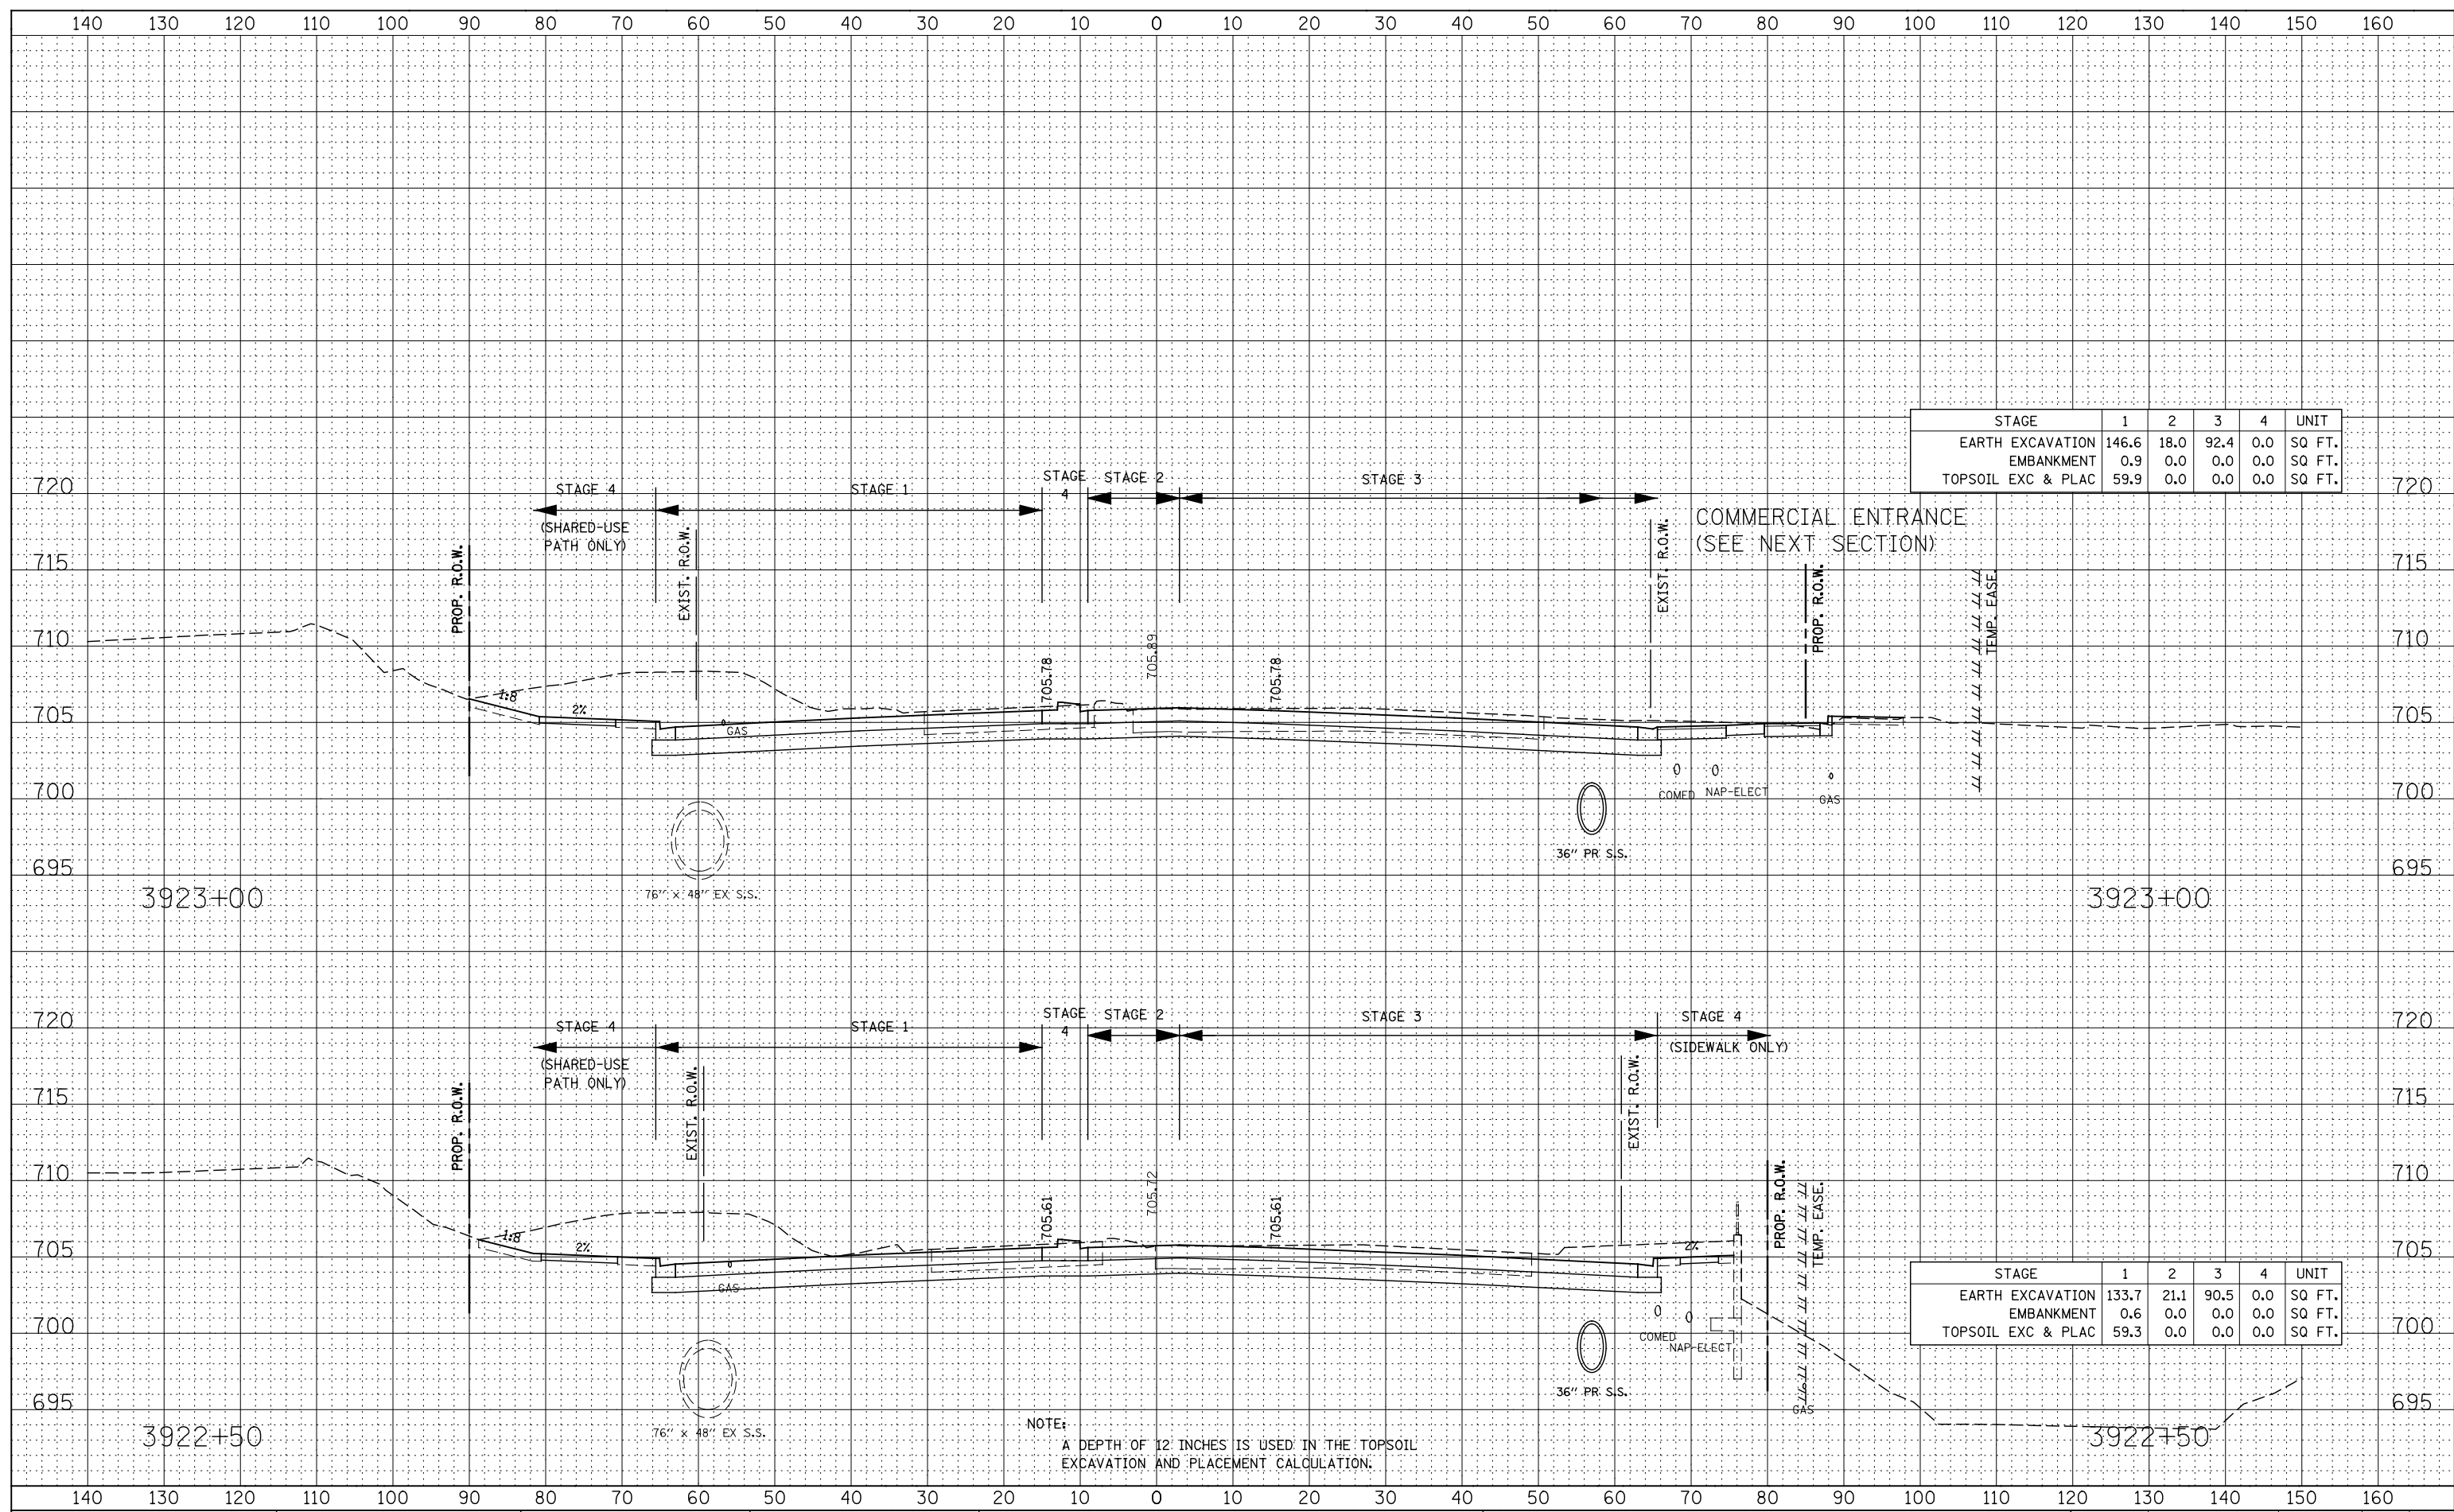 140 130 120 110 100 90 80 70 60 50 40 30 20 10 0 10 20 30 40 50 60 70 80 90 100 110 120 130 140 150 160
STAGE 1 2 3 4 UNIT
EARTH EXCAVATION 146.6 18.0 92.4 0.0 SQ FT.
EMBANKMENT 0.9 0.0 0.0 0.0 SQ FT.
TOPSOIL EXC & PLAC 59.9 0.0 0.0 0.0 SQ FT.
720 720
STAGE 4
(SHARED-USE
PATH ONLY)
STAGE 1
STAGE
4
STAGE 2
STAGE 3
COMMERCIAL ENTRANCE
(SEE NEXT SECTION)
PROP. R.O.W.
EXIST. R.O.W.
EXIST. R.O.W.
PROP. R.O.W.
TEMP. EASE.
715 715
710 710
1:8
2%
705.78
705.89
705.78
705 705
GAS
COMED
NAP-ELECT
GAS
700 700
36" PR S.S.
695 695
76" x 48" EX S.S.
3923+00 3923+00
720 720
STAGE 4
(SHARED-USE
PATH ONLY)
STAGE 1
STAGE
4
STAGE 2
STAGE 3
STAGE 4
(SIDEWALK ONLY)
PROP. R.O.W.
EXIST. R.O.W.
EXIST. R.O.W.
PROP. R.O.W.
TEMP. EASE.
715 715
710 710
1:8
2%
705.61
705.72
705.61
2%
705 705
GAS
STAGE 1 2 3 4 UNIT
EARTH EXCAVATION 133.7 21.1 90.5 0.0 SQ FT.
EMBANKMENT 0.6 0.0 0.0 0.0 SQ FT.
TOPSOIL EXC & PLAC 59.3 0.0 0.0 0.0 SQ FT.
COMED
NAP-ELECT
700 700
36" PR S.S.
GAS
695 695
76" x 48" EX S.S.
3922+50 3922+50
NOTE:
A DEPTH OF 12 INCHES IS USED IN THE TOPSOIL
EXCAVATION AND PLACEMENT CALCULATION.
140 130 120 110 100 90 80 70 60 50 40 30 20 10 0 10 20 30 40 50 60 70 80 90 100 110 120 130 140 150 160